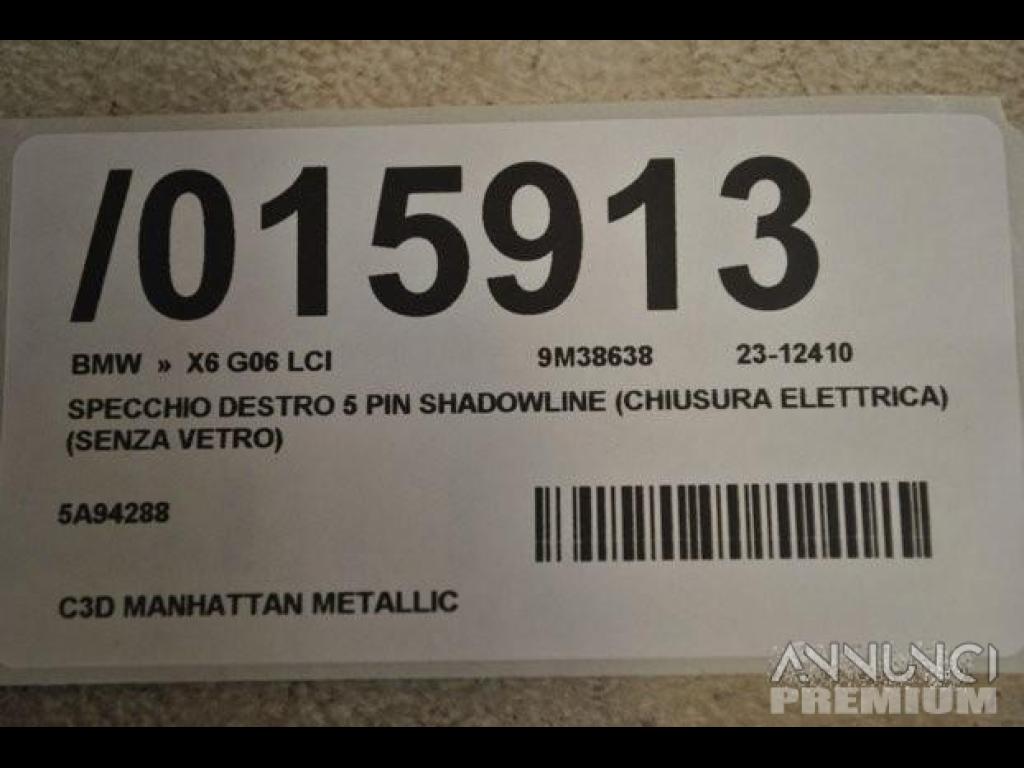 /015913
BMW » X6 G06 LCI 9M38638 23-12410
SPECCHIO DESTRO 5 PIN SHADOWLINE (CHIUSURA ELETTRICA)
(SENZA VETRO)
5A94288
C3D MANHATTAN METALLIC
ANNUNCI
PREMIUM